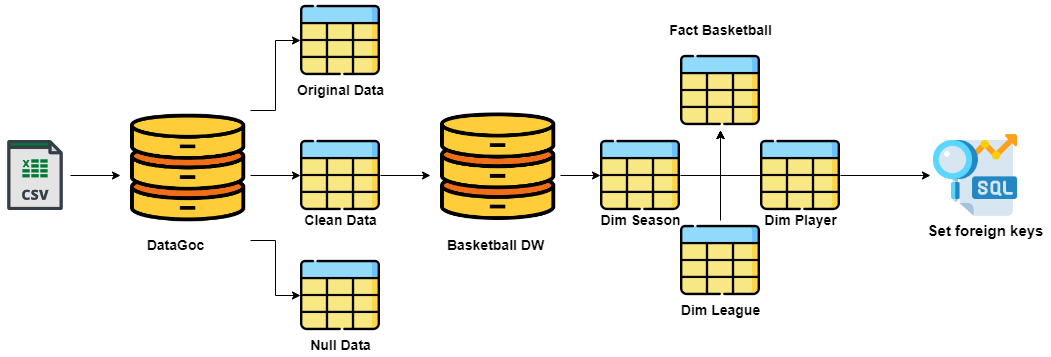 Original Data
Fact Basketball
CSV
DataGoc
Clean Data
Basketball DW
Dim Season
Dim Player
SQL
Set foreign keys
Dim League
Null Data